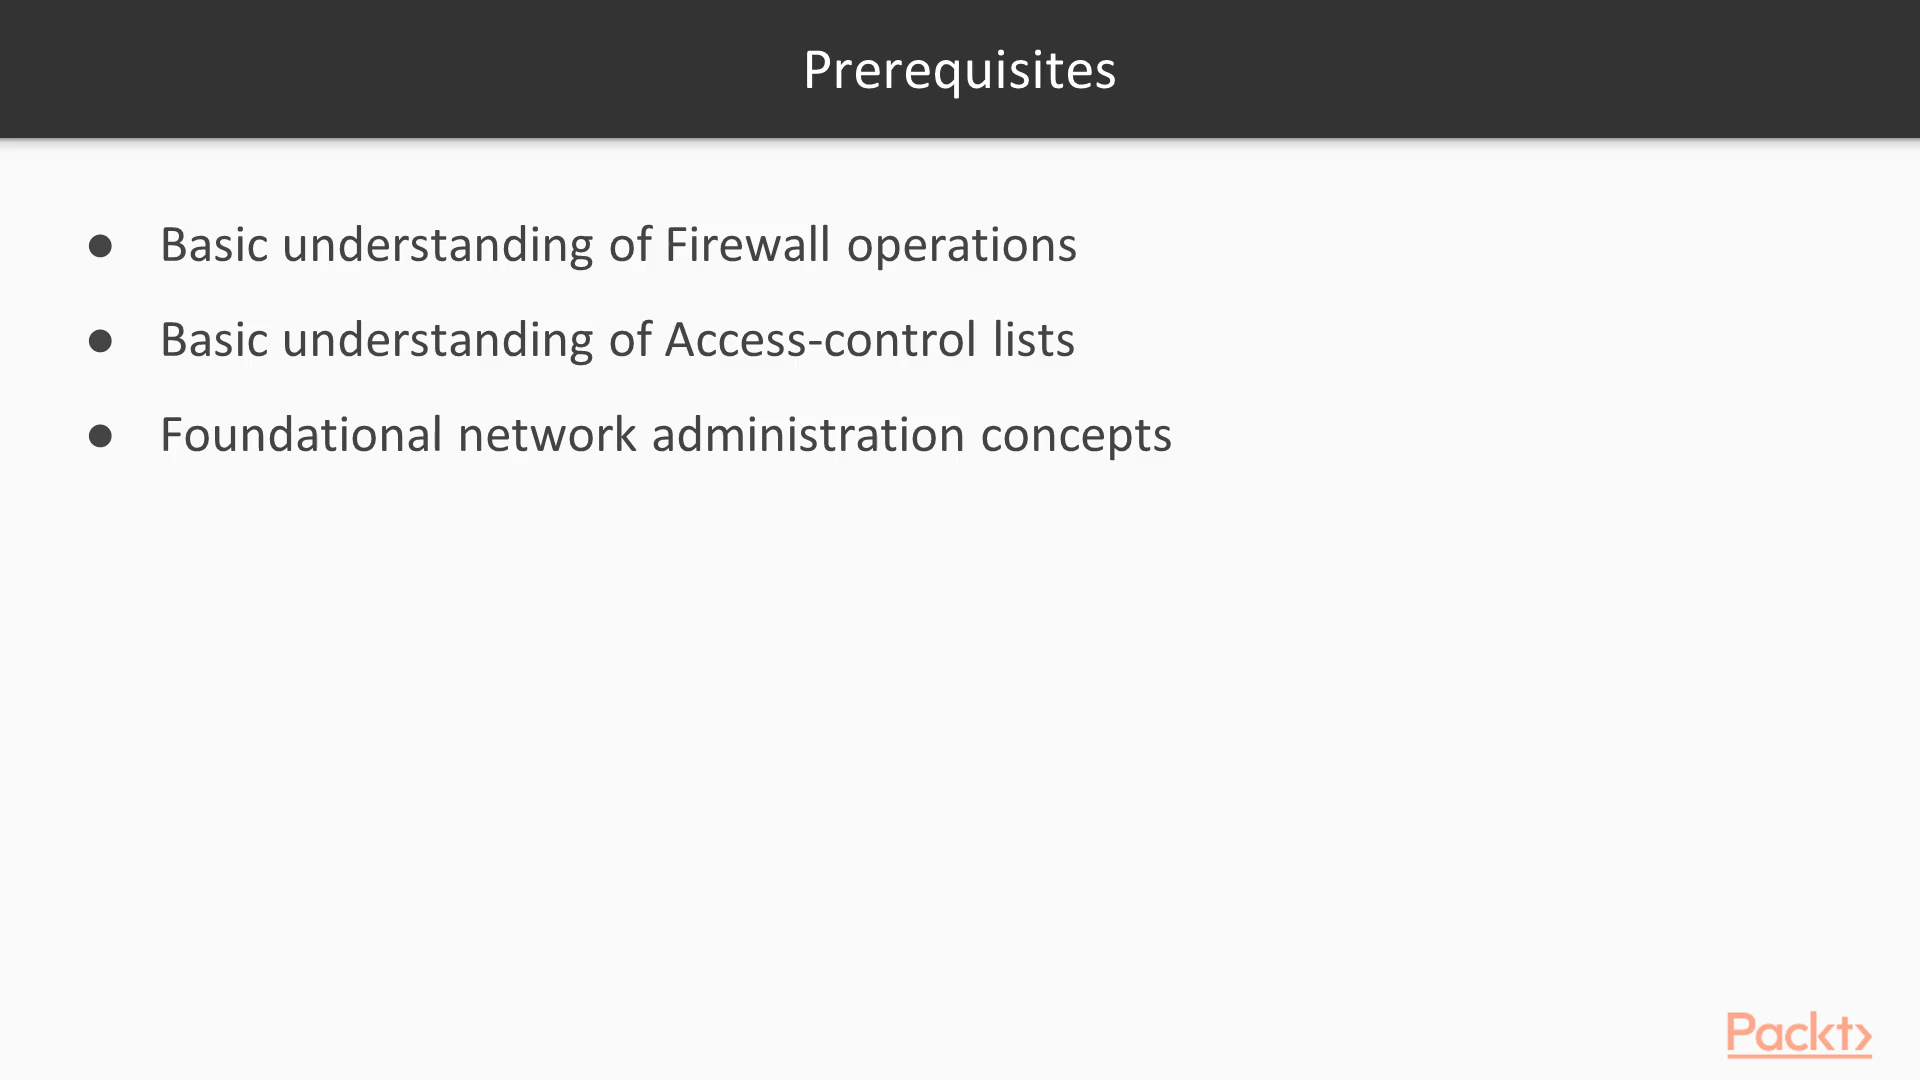 Prerequisites
● Basic understanding of Firewall operations
● Basic understanding of Access-control lists
● Foundational network administration concepts
Packt>